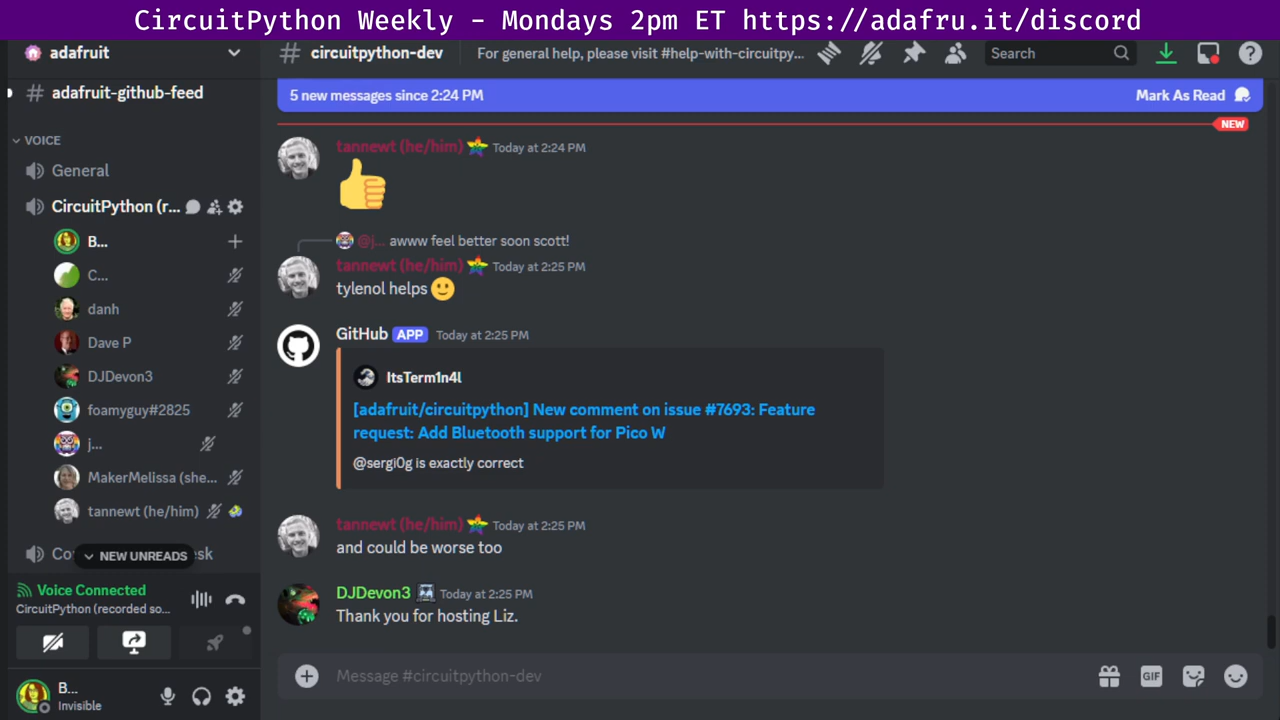 CircuitPython Weekly - Mondays 2pm ET https://adafru.it/discord
adafruit
# circuitpython-dev
For general help, please visit #help-with-circuitpy...
Search
# adafruit-github-feed
VOICE
General
CircuitPython (r...
B...
C...
danh
Dave P
DJDevon3
foamyguy#2825
j...
MakerMelissa (she...
tannewt (he/him)
Co
NEW UNREADS
sk
Voice Connected
CircuitPython (recorded so...
B...
Invisible
5 new messages since 2:24 PM
Mark As Read
NEW
tannewt (he/him) Today at 2:24 PM
@j... awww feel better soon scott!
tannewt (he/him) Today at 2:25 PM
tylenol helps
GitHub APP Today at 2:25 PM
ItsTerm1n4l
[adafruit/circuitpython] New comment on issue #7693: Feature
request: Add Bluetooth support for Pico W
@sergi0g is exactly correct
tannewt (he/him) Today at 2:25 PM
and could be worse too
DJDevon3 Today at 2:25 PM
Thank you for hosting Liz.
Message #circuitpython-dev
GIF